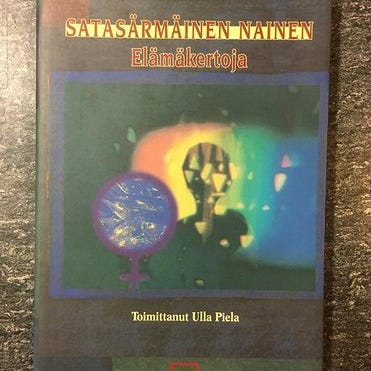 SATASÄRMÄINEN NAINEN
Elämäkertoja
Toimittanut Ulla Piela